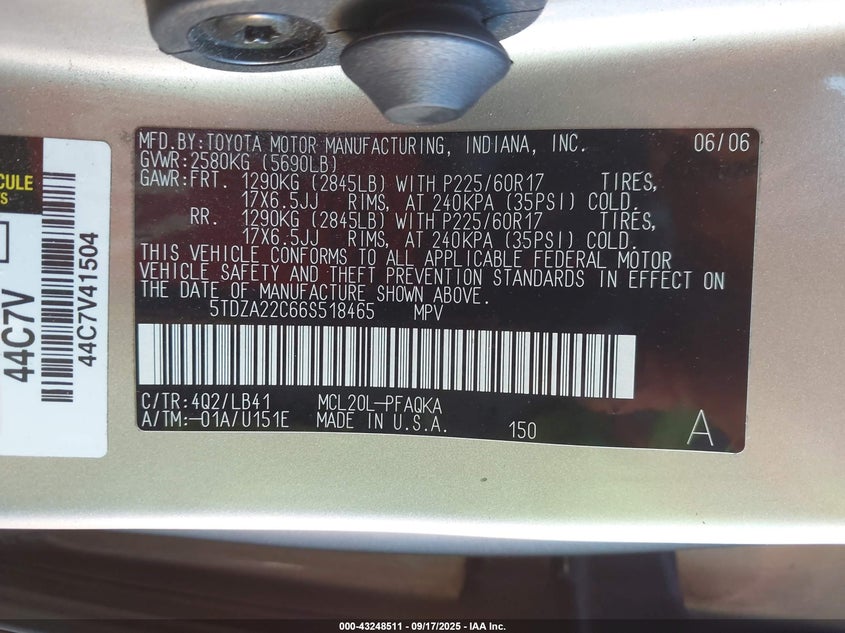 CULE
S
44C7V
44C7V41504
MFD.BY:TOYOTA MOTOR MANUFACTURING, INDIANA, INC. 06/06
GVWR:2580KG (5690LB)
GAWR:FRT. 1290KG (2845LB) WITH P225/60R17 TIRES,
17X6.5JJ RIMS, AT 240KPA (35PSI) COLD.
RR. 1290KG (2845LB) WITH P225/60R17 TIRES,
17X6.5JJ RIMS, AT 240KPA (35PSI) COLD.
THIS VEHICLE CONFORMS TO ALL APPLICABLE FEDERAL MOTOR
VEHICLE SAFETY AND THEFT PREVENTION STANDARDS IN EFFECT ON
THE DATE OF MANUFACTURE SHOWN ABOVE.
5TDZA22C66S518465 MPV
C/TR:4Q2/LB41 MCL20L-PFAQKA
A/TM:-01A/U151E MADE IN U.S.A. 150 A
000-43248511 - 09/17/2025 - IAA Inc.